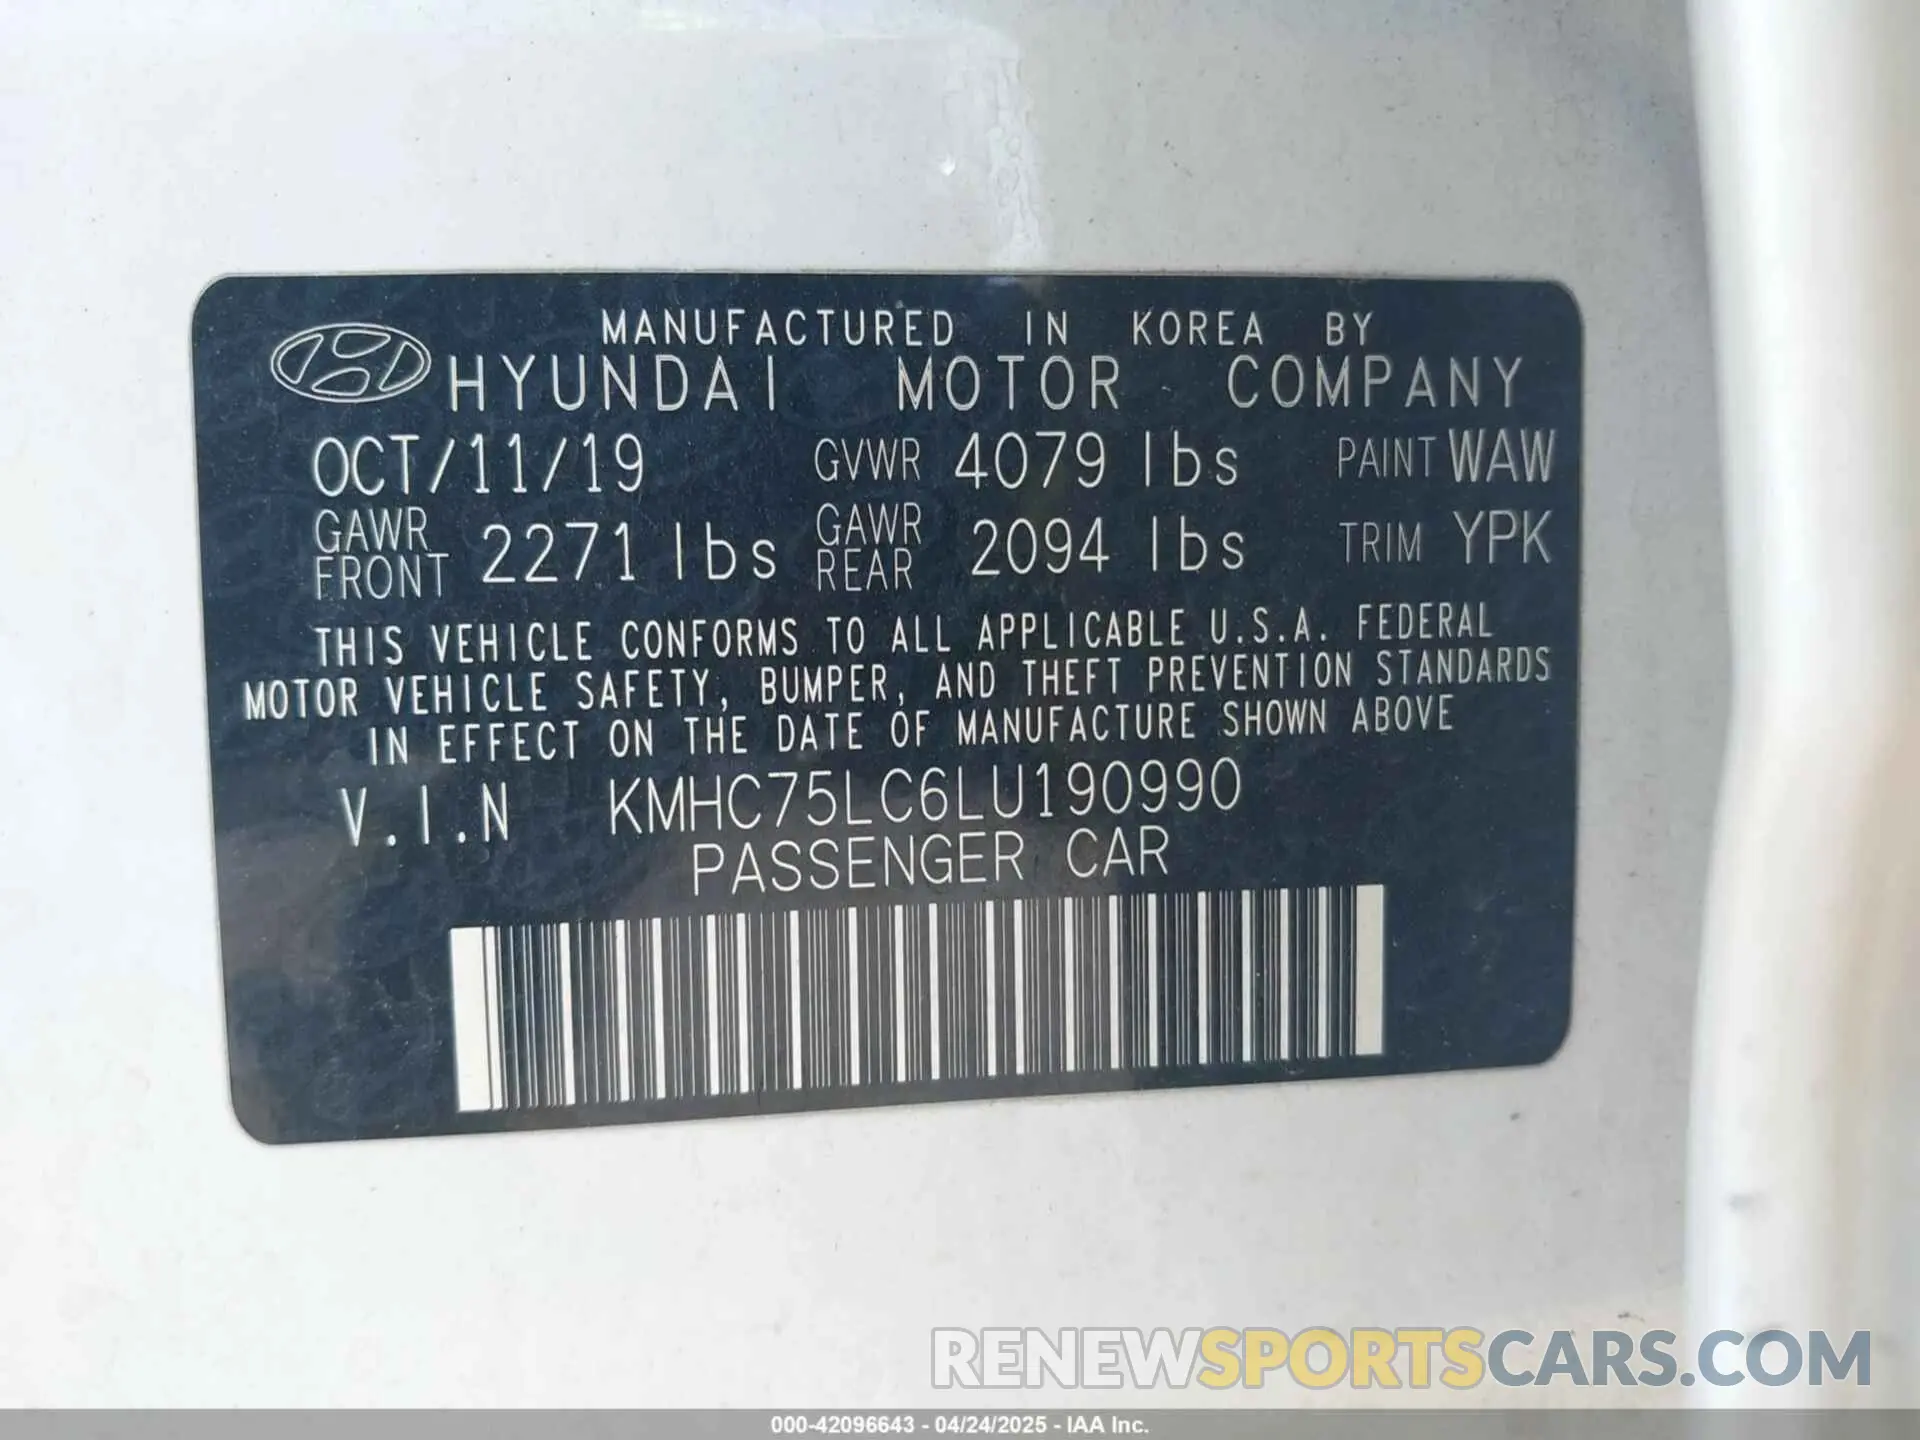 MANUFACTURED IN KOREA BY
HYUNDAI MOTOR COMPANY
OCT/11/19 GVWR 4079 lbs PAINT WAW
GAWR FRONT 2271 lbs GAWR REAR 2094 lbs TRIM YPK
THIS VEHICLE CONFORMS TO ALL APPLICABLE U.S.A. FEDERAL
MOTOR VEHICLE SAFETY, BUMPER, AND THEFT PREVENTION STANDARDS
IN EFFECT ON THE DATE OF MANUFACTURE SHOWN ABOVE
V.I.N KMHC75LC6LU190990
PASSENGER CAR
RENEWSPORTSCARS.COM
000-42096643 - 04/24/2025 - IAA Inc.